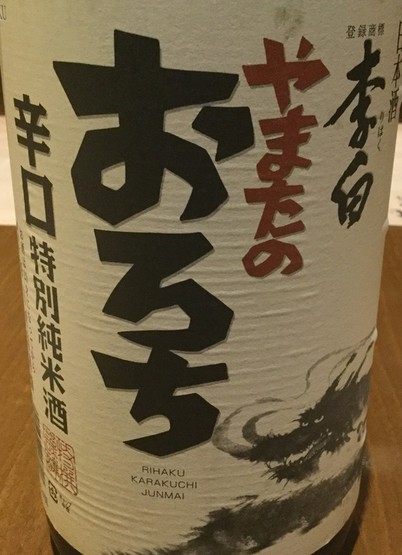 日本酒
登録商標
李白
りはく
やまたの
おろち
辛口
特別純米酒
RIHAKU
KARAKUCHI
JUNMAI